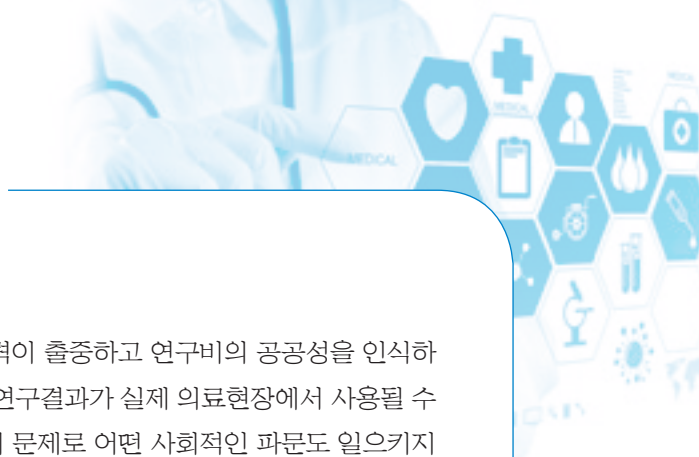 MEDICAL
MEDICAL
력이 출중하고 연구비의 공공성을 인식하
연구결과가 실제 의료현장에서 사용될 수
문제로 어떤 사회적인 파문도 일으키지